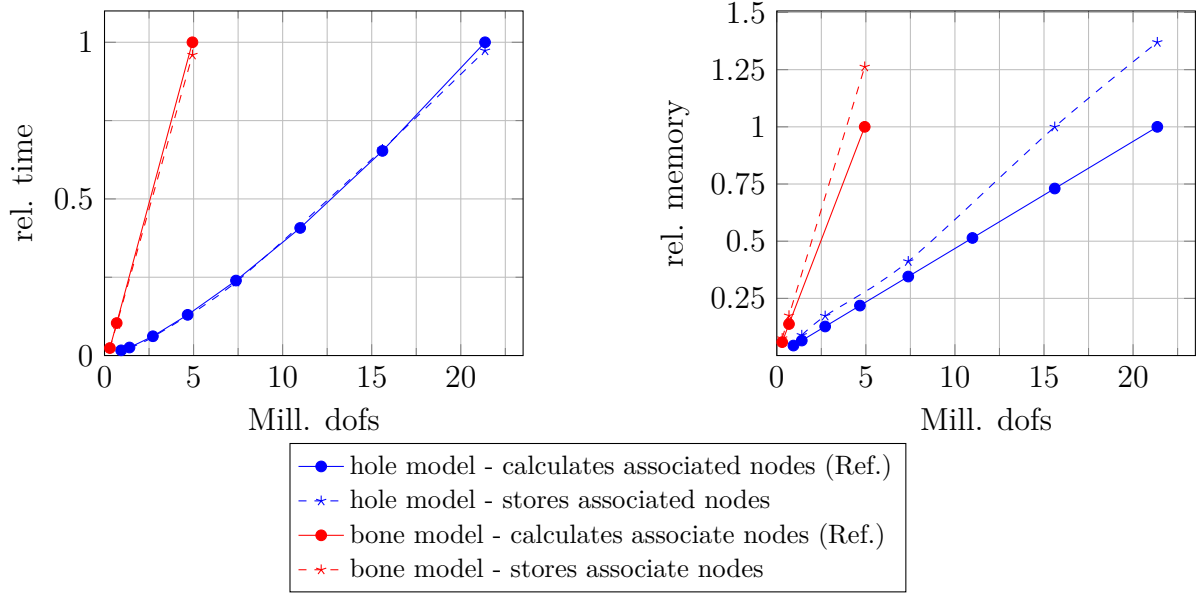 1
0.5
0
rel. time
0 5 10 15 20
Mill. dofs
1.5
1.25
1
0.75
0.5
0.25
rel. memory
0 5 10 15 20
Mill. dofs
hole model - calculates associated nodes (Ref.)
hole model - stores associated nodes
bone model - calculates associate nodes (Ref.)
bone model - stores associate nodes